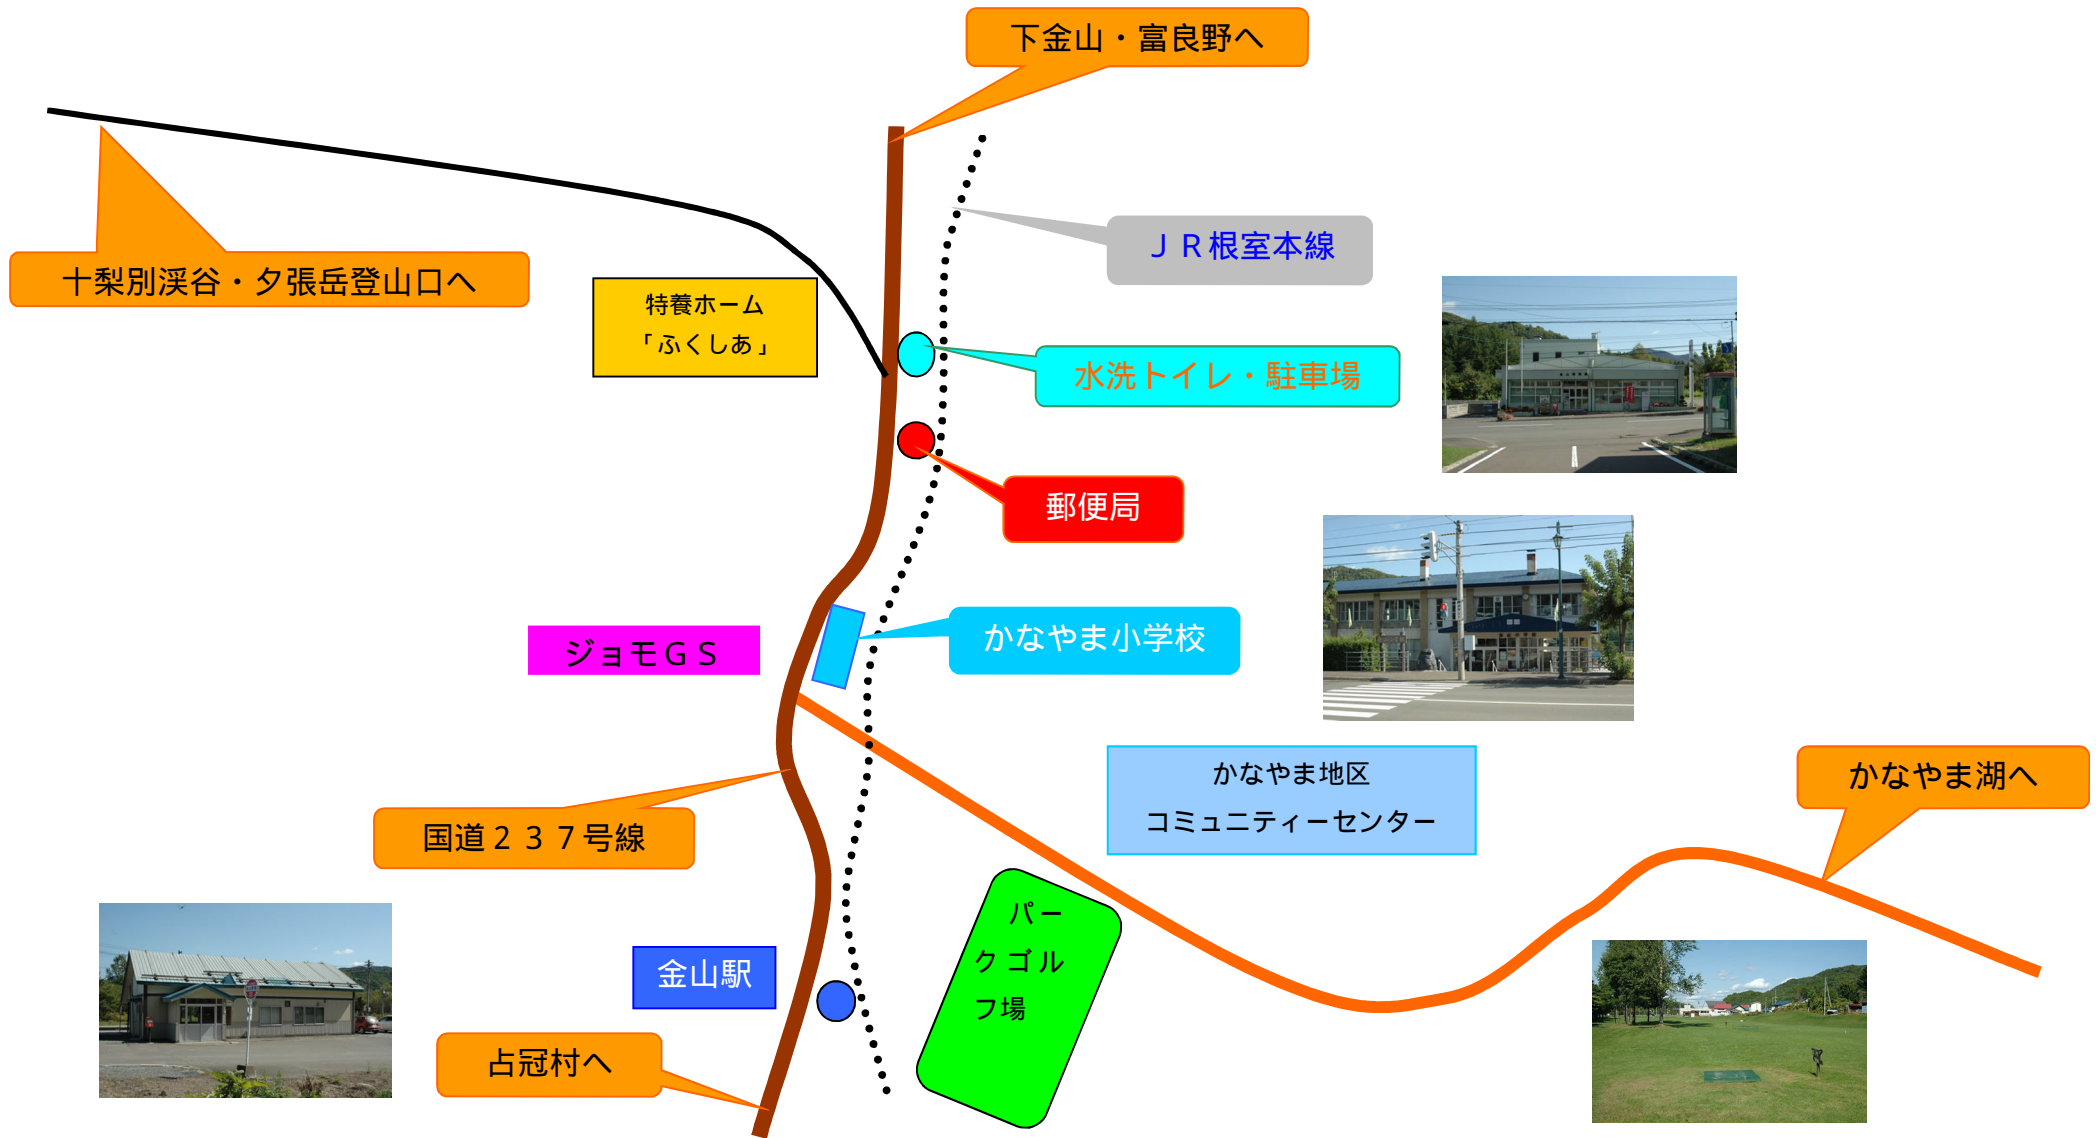 下金山・富良野へ
ＪＲ根室本線
十梨別渓谷・夕張岳登山口へ
特養ホーム
「ふくしあ」
水洗トイレ・駐車場
郵便局
かなやま小学校
ジョモＧＳ
かなやま地区
コミュニティーセンター
かなやま湖へ
国道２３７号線
パー
クゴル
フ場
金山駅
占冠村へ